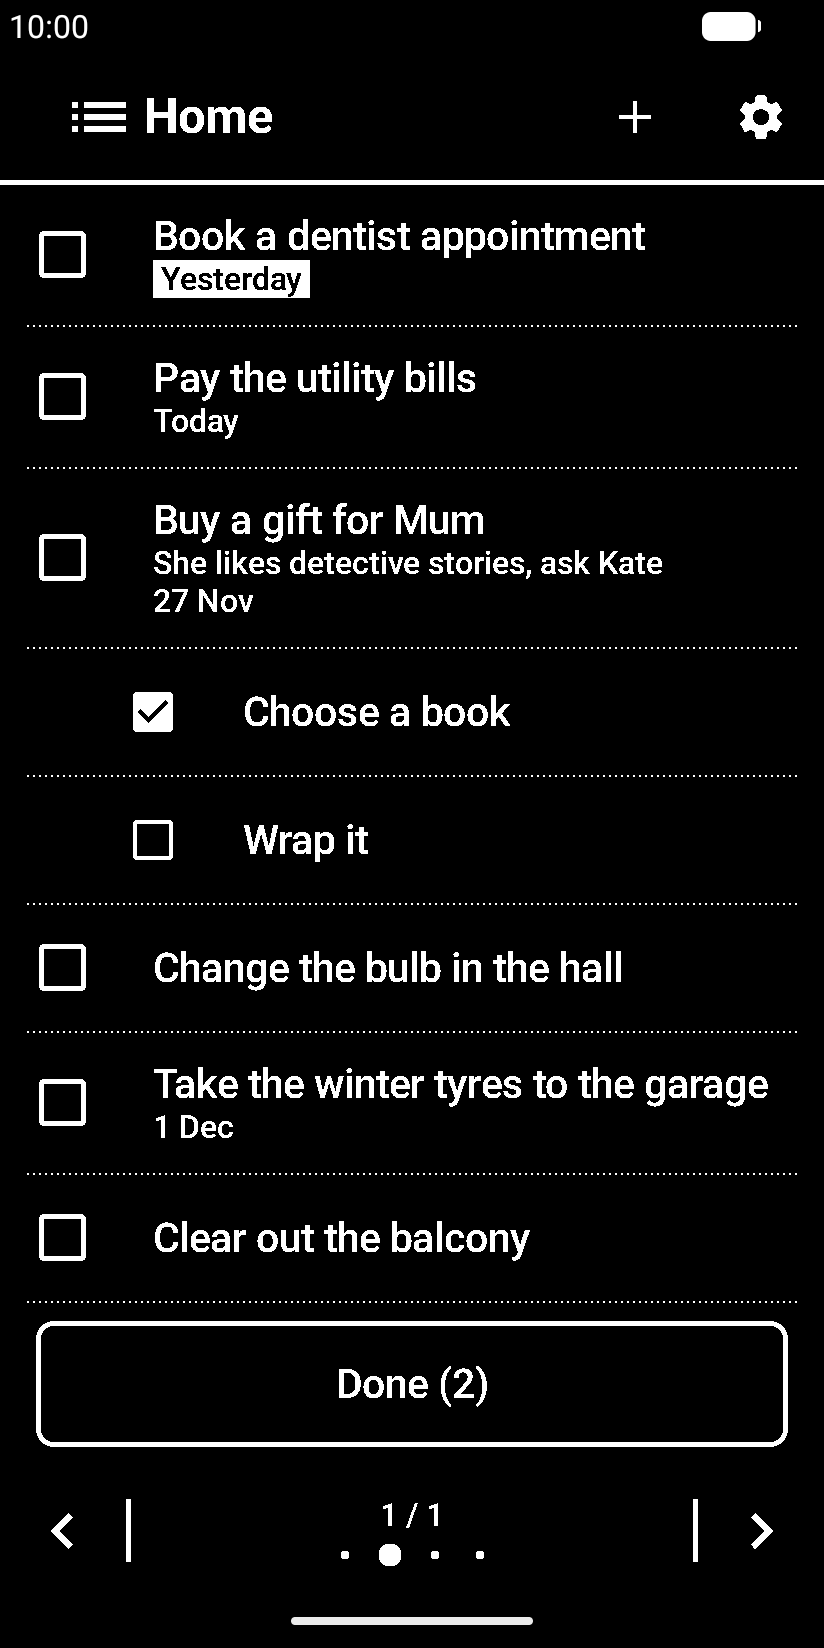 10:00
Home
Book a dentist appointment
Yesterday
Pay the utility bills
Today
Buy a gift for Mum
She likes detective stories, ask Kate
27 Nov
Choose a book
Wrap it
Change the bulb in the hall
Take the winter tyres to the garage
1 Dec
Clear out the balcony
Done (2)
1 / 1